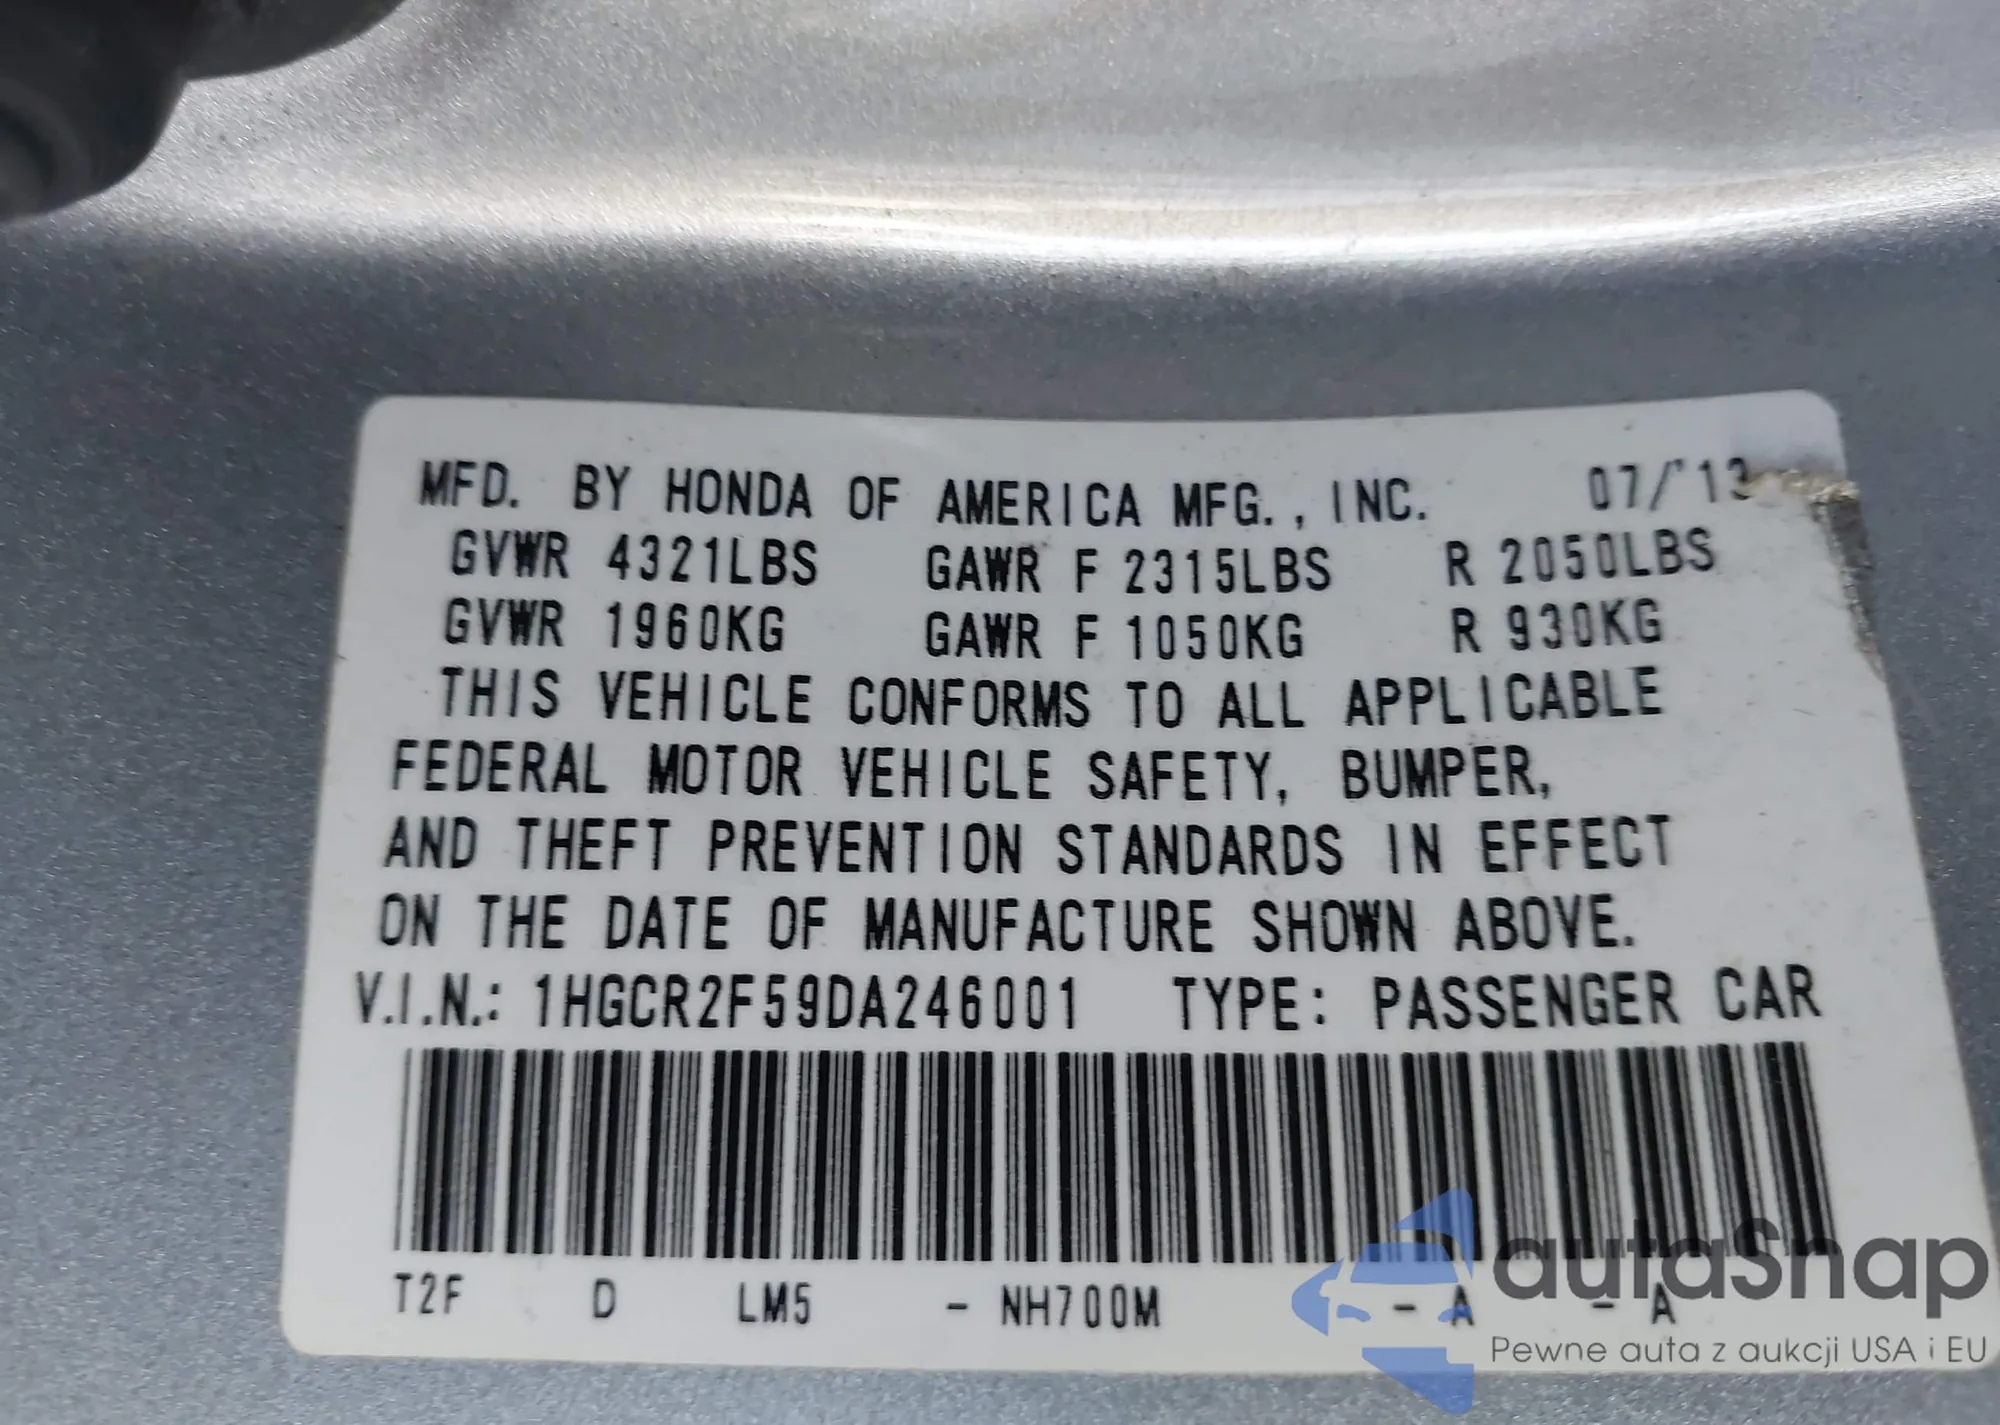 MFD. BY HONDA OF AMERICA MFG., INC. 07/'13
GVWR 4321LBS GAWR F 2315LBS R 2050LBS
GVWR 1960KG GAWR F 1050KG R 930KG
THIS VEHICLE CONFORMS TO ALL APPLICABLE
FEDERAL MOTOR VEHICLE SAFETY, BUMPER,
AND THEFT PREVENTION STANDARDS IN EFFECT
ON THE DATE OF MANUFACTURE SHOWN ABOVE.
V.I.N.: 1HGCR2F59DA246001 TYPE: PASSENGER CAR
T2F D LM5 - NH700M - A - A
autaSnap
Pewne auta z aukcji USA i EU